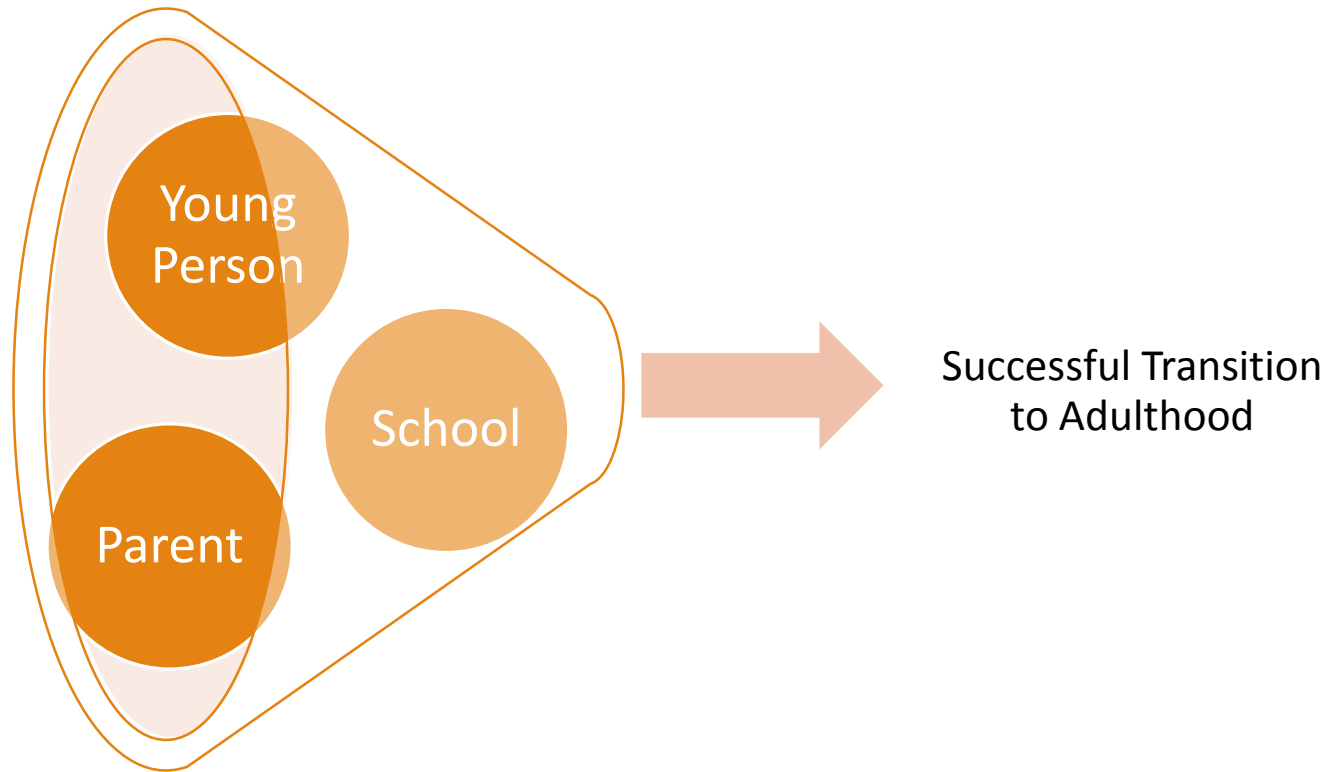 Young
Person
School
Parent
Successful Transition
to Adulthood